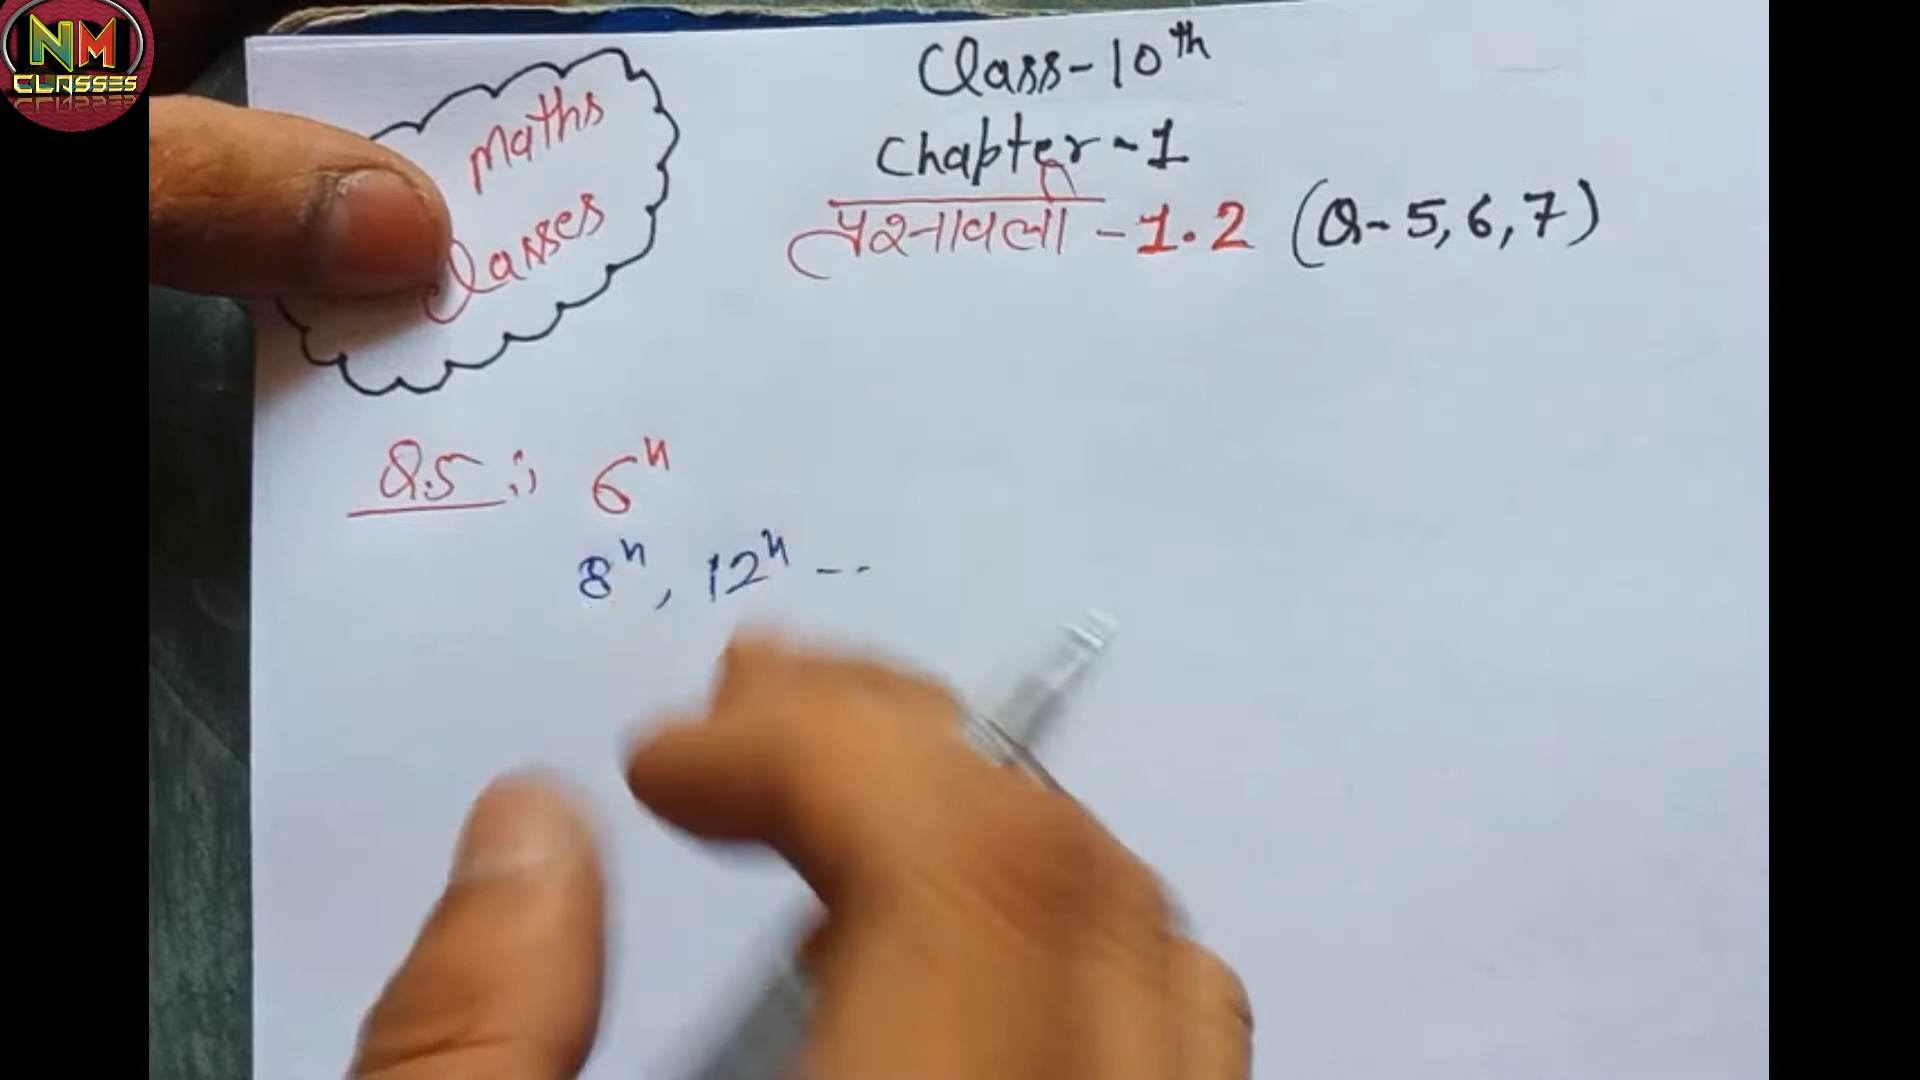 NM
CLASSES
Maths
Classes
Class-10th
Chapter-1
प्रश्नावली-1.2 (Q-5,6,7)
Q.5 :) 6ⁿ
8ⁿ, 12ⁿ --